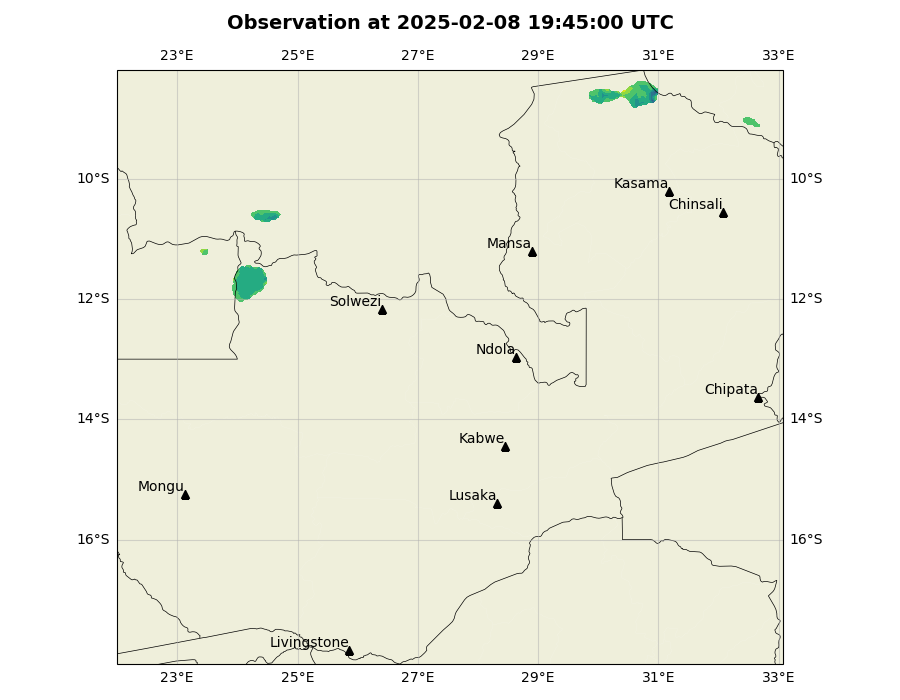 Observation at 2025-02-08 19:45:00 UTC
23°E 25°E 27°E 29°E 31°E 33°E
10°S 10°S
Kasama
Chinsali
Mansa
12°S 12°S
Solwezi
Ndola
Chipata
14°S 14°S
Kabwe
Mongu
Lusaka
16°S 16°S
Livingstone
23°E 25°E 27°E 29°E 31°E 33°E